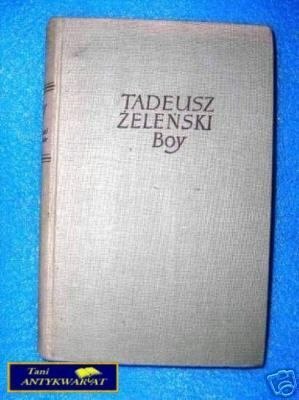 TADEUSZ
ŻELEŃSKI
Boy
Tani
ANTYKWARIAT